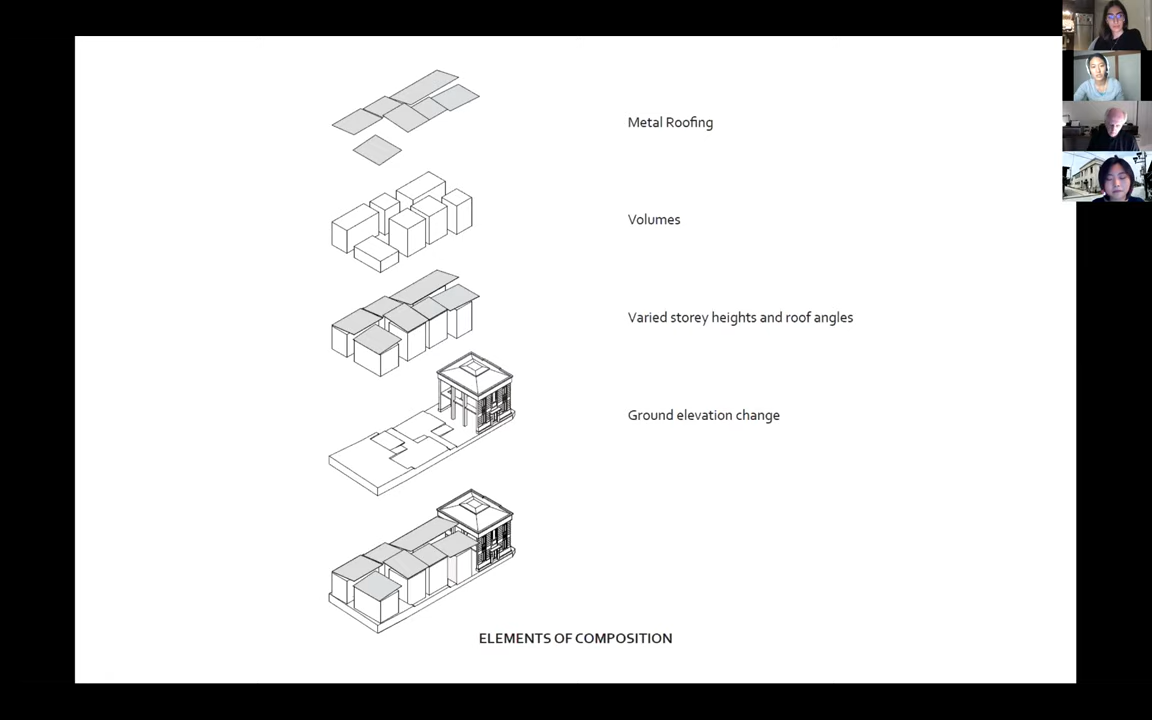 Metal Roofing
Volumes
Varied storey heights and roof angles
Ground elevation change
ELEMENTS OF COMPOSITION